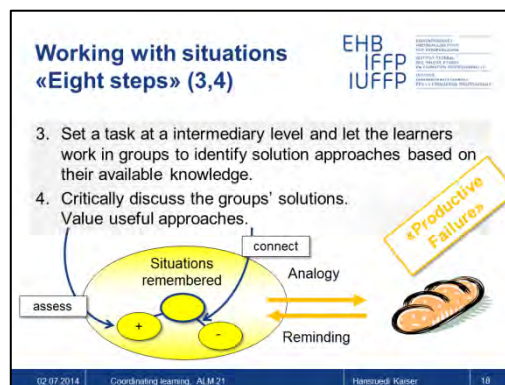 Working with situations
«Eight steps» (3,4)
EHB
IFFP
IUFFP
3. Set a task at a intermediary level and let the learners
work in groups to identify solution approaches based on
their available knowledge.
4. Critically discuss the groups' solutions.
Value useful approaches.
«Productive
Failure»
connect
Situations
remembered
Analogy
assess
+
-
Reminding
02.07.2014
Coordinating learning, ALM 21
Hansruedi Kaiser
18